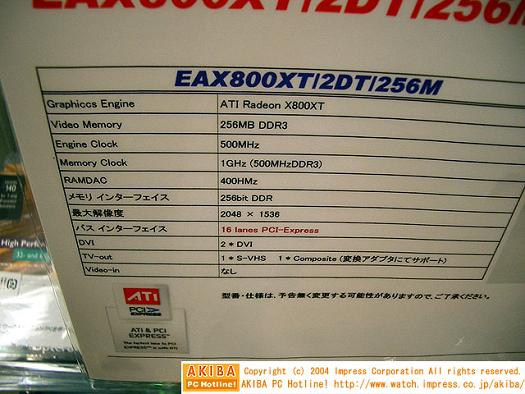 EAX800XT/2DT/256M
EAX800XT/2DT/256M
Graphiccs Engine ATI Radeon X800XT
Video Memory 256MB DDR3
Engine Clock 500MHz
Memory Clock 1GHz (500MHzDDR3)
RAMDAC 400HMz
メモリ インターフェイス 256bit DDR
最大解像度 2048 × 1536
バス インターフェイス 16 lanes PCI-Express
DVI 2 * DVI
TV-out 1 * S-VHS 1 * Composite (変換アダプタにてサポート)
Video-in なし
型番・仕様は、予告無く変更する可能性がありますので、ご了承ください。
140
High
ATI
PCI
EXPRESS
ATI & PCI
EXPRESS™
AKIBA
PC Hotline!
Copyright (c) 2004 Impress Corporation All rights reserved.
AKIBA PC Hotline! http://www.watch.impress.co.jp/akiba/